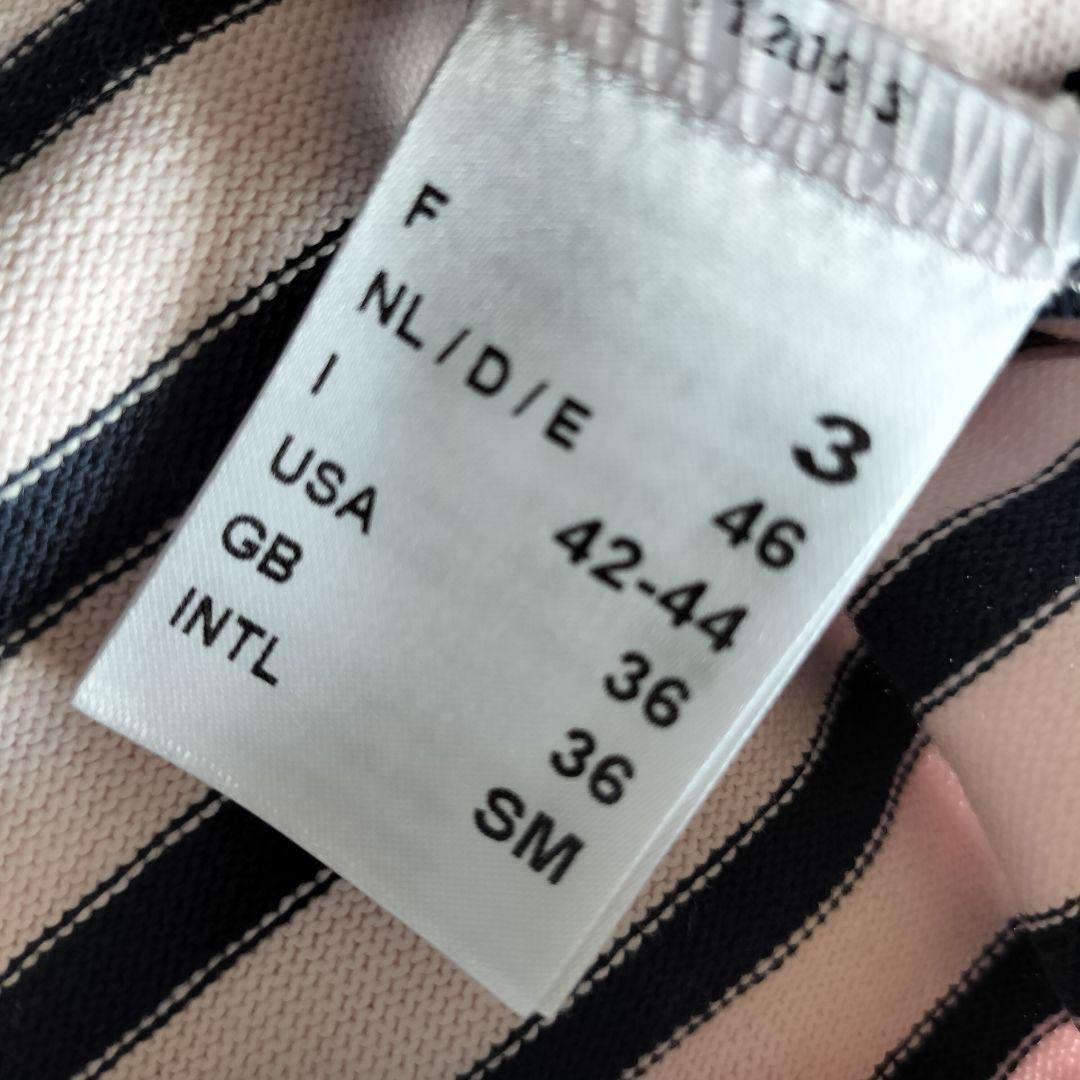 F 3
NL / D / E 46
I 42-44
USA 36
GB 36
INTL SM